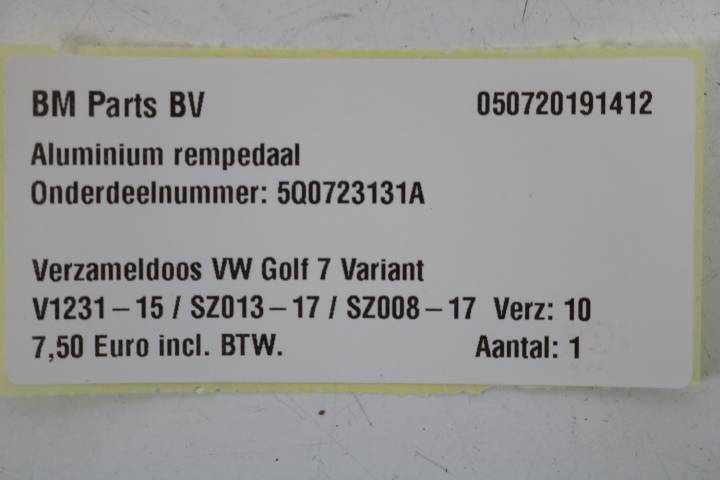 BM Parts BV 050720191412
Aluminium rempedaal
Onderdeelnummer: 5Q0723131A
Verzameldoos VW Golf 7 Variant
V1231 – 15 / SZ013 – 17 / SZ008 – 17 Verz: 10
7,50 Euro incl. BTW. Aantal: 1